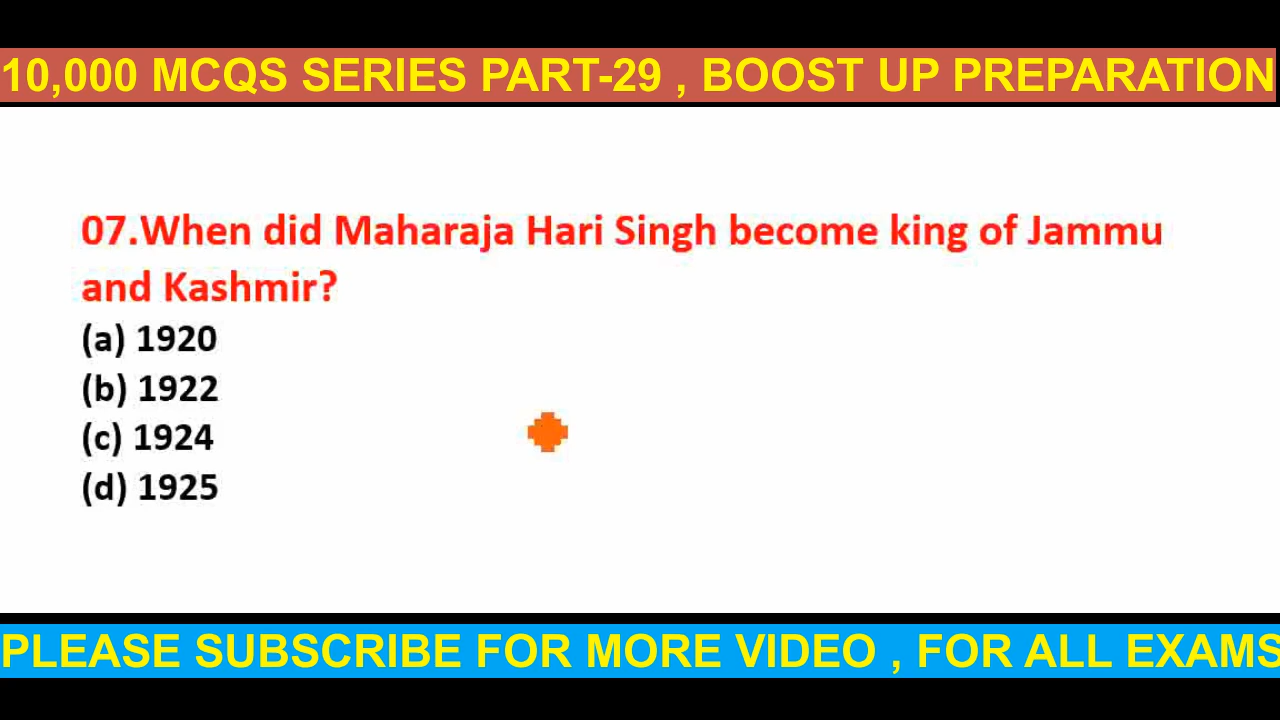 10,000 MCQS SERIES PART-29 , BOOST UP PREPARATION
07.When did Maharaja Hari Singh become king of Jammu
and Kashmir?
(a) 1920
(b) 1922
(c) 1924
(d) 1925
PLEASE SUBSCRIBE FOR MORE VIDEO , FOR ALL EXAMS